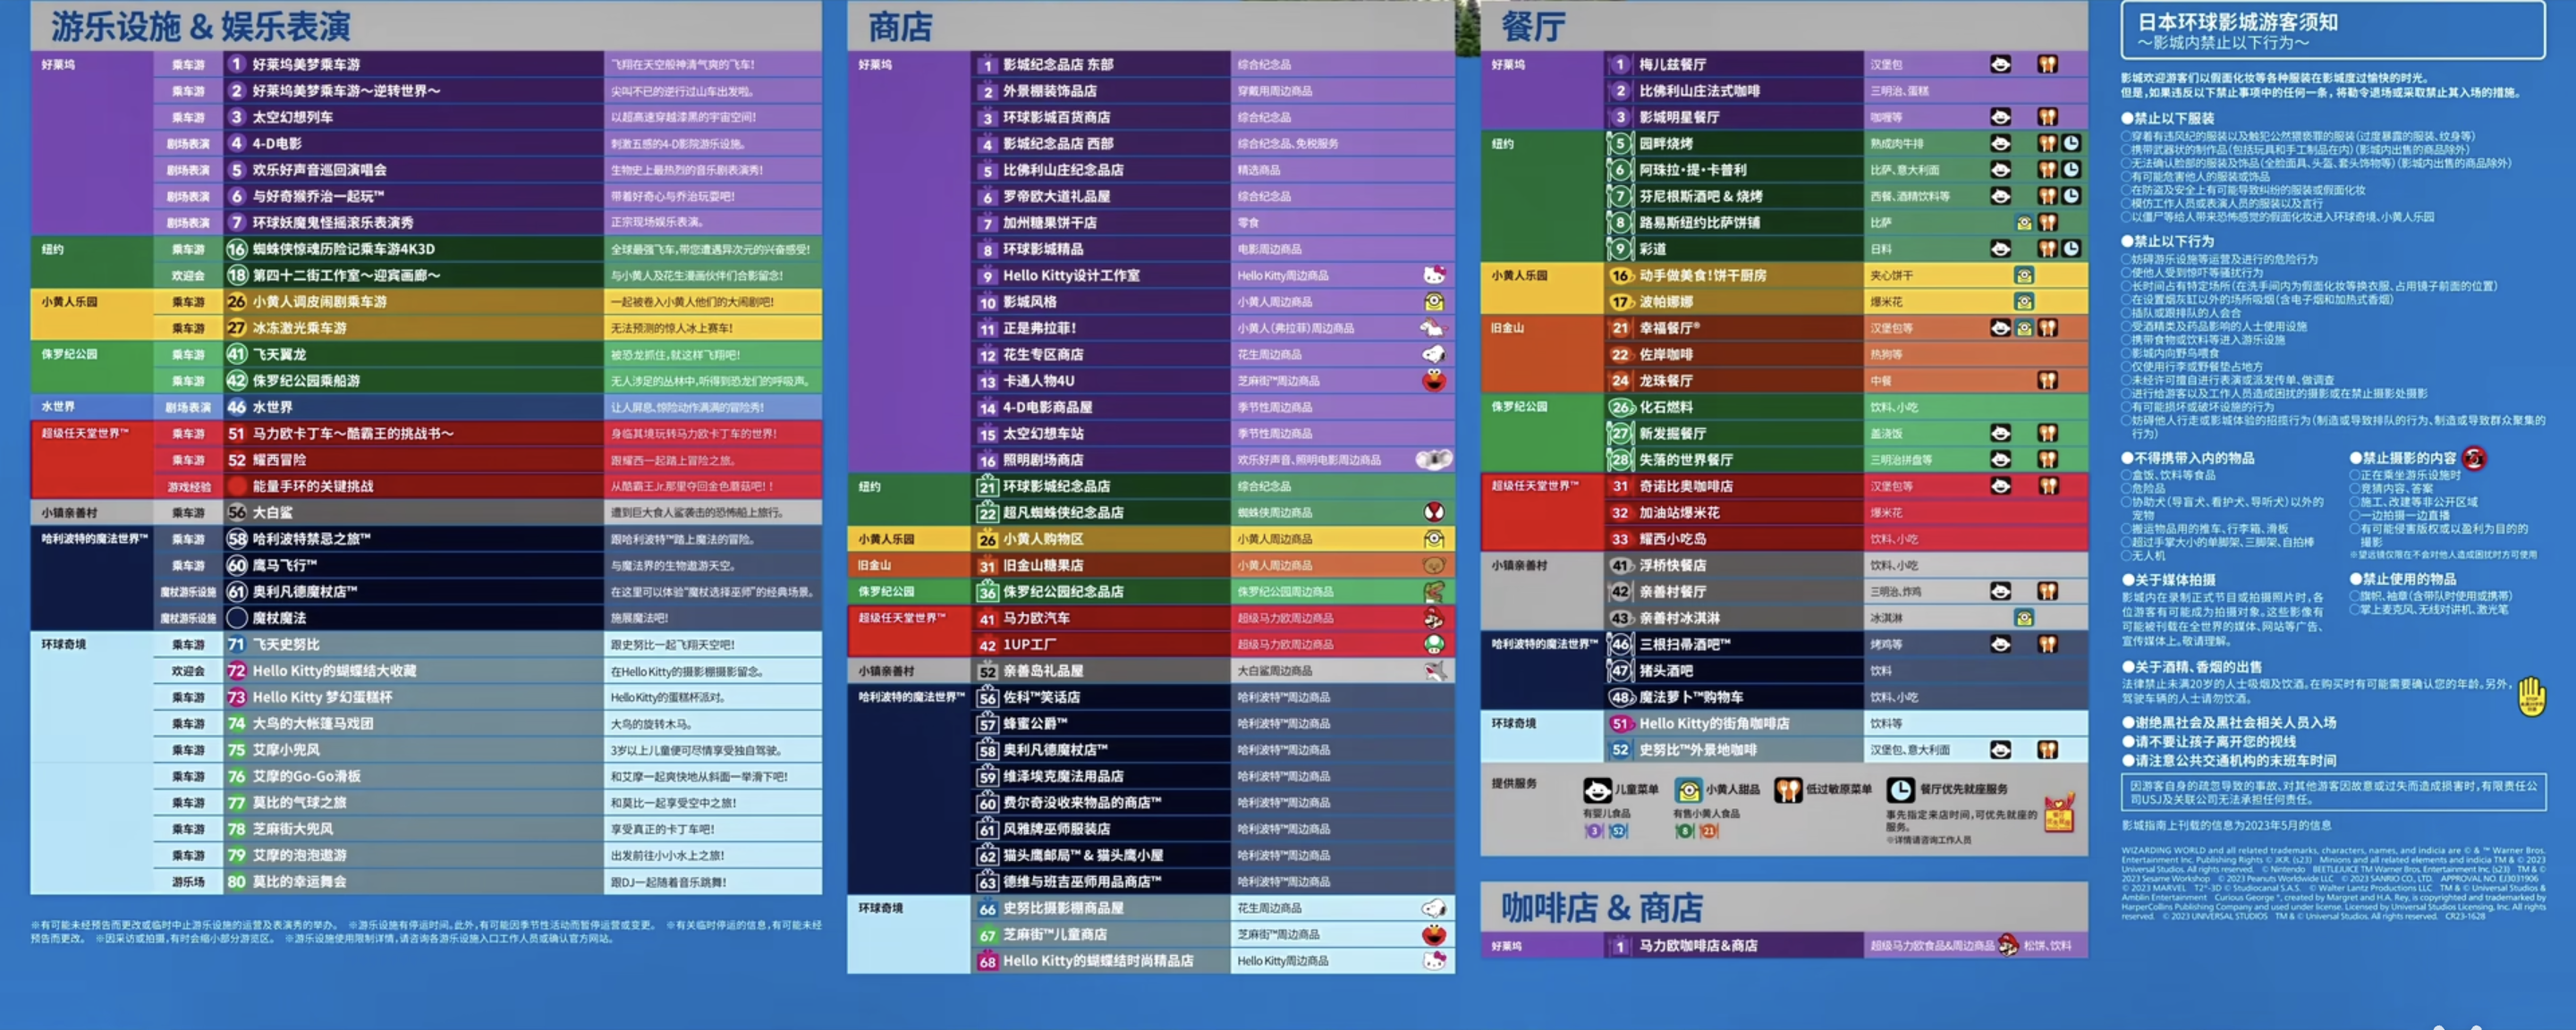 游乐设施 & 娱乐表演
好莱坞 乘车游 1 好莱坞美梦乘车游 飞翔在天空般神清气爽的飞车!
乘车游 2 好莱坞美梦乘车游～逆转世界～ 尖叫不已的逆行过山车出发啦。
乘车游 3 太空幻想列车 以超高速穿越漆黑的宇宙空间!
剧场表演 4 4-D电影 刺激五感的4-D影院游乐设施。
剧场表演 5 欢乐好声音巡回演唱会 生物史上最热烈的音乐剧表演秀!
剧场表演 6 与好奇猴乔治一起玩™ 带着好奇心与乔治玩耍吧!
剧场表演 7 环球妖魔鬼怪摇滚乐表演秀 正宗现场娱乐表演。
纽约 乘车游 16 蜘蛛侠惊魂历险记乘车游4K3D 全球最强飞车,带您遭遇异次元的兴奋感受!
欢迎会 18 第四十二街工作室～迎宾画廊～ 与小黄人及花生漫画伙伴们合影留念!
小黄人乐园 乘车游 26 小黄人调皮闹剧乘车游 一起被卷入小黄人他们的大闹剧吧!
乘车游 27 冰冻激光乘车游 无法预测的惊人冰上赛车!
侏罗纪公园 乘车游 41 飞天翼龙 被恐龙抓住,就这样飞翔吧!
乘车游 42 侏罗纪公园乘船游 无人涉足的丛林中,听得到恐龙们的呼吸声。
水世界 剧场表演 46 水世界 让人屏息、惊险动作满满的冒险秀!
超级任天堂世界™ 乘车游 51 马力欧卡丁车～酷霸王的挑战书～ 身临其境玩转马力欧卡丁车的世界!
乘车游 52 耀西冒险 跟耀西一起踏上冒险之旅。
游戏经验 能量手环的关键挑战 从酷霸王Jr.那里夺回金色蘑菇吧!!
小镇亲善村 乘车游 56 大白鲨 遭到巨大食人鲨袭击的恐怖船上旅行。
哈利波特的魔法世界™ 乘车游 58 哈利波特禁忌之旅™ 跟哈利波特™踏上魔法的冒险。
乘车游 60 鹰马飞行™ 与魔法界的生物遨游天空。
魔杖游乐设施 61 奥利凡德魔杖店™ 在这里可以体验“魔杖选择巫师”的经典场景。
魔杖游乐设施 魔杖魔法 施展魔法吧!
环球奇境 乘车游 71 飞天史努比 跟史努比一起飞翔天空吧!
欢迎会 72 Hello Kitty的蝴蝶结大收藏 在Hello Kitty的摄影棚摄影留念。
乘车游 73 Hello Kitty 梦幻蛋糕杯 Hello Kitty的蛋糕杯派对。
乘车游 74 大鸟的大帐篷马戏团 大鸟的旋转木马。
乘车游 75 艾摩小兜风 3岁以上儿童便可尽情享受独自驾驶。
乘车游 76 艾摩的Go-Go滑板 和艾摩一起爽快地从斜面一举滑下吧!
乘车游 77 莫比的气球之旅 和莫比一起享受空中之旅!
乘车游 78 芝麻街大兜风 享受真正的卡丁车吧!
乘车游 79 艾摩的泡泡遨游 出发前往小小水上之旅!
游乐场 80 莫比的幸运舞会 跟DJ一起随着音乐跳舞!
※有可能未经预告而更改或临时中止游乐设施的运营及表演秀的举办。 ※游乐设施有停运时间。此外,有可能因季节性活动而暂停运营或变更。 ※有关临时停运的信息,有可能未经
预告而更改。 ※因采访或拍摄,有时会缩小部分游览区。 ※游乐设施使用限制详情,请咨询各游乐设施入口工作人员或确认官方网站。
商店
好莱坞 1 影城纪念品店 东部 综合纪念品
2 外景棚装饰品店 穿戴用周边商品
3 环球影城百货商店 综合纪念品
4 影城纪念品店 西部 综合纪念品、免税服务
5 比佛利山庄纪念品店 精选商品
6 罗帝欧大道礼品屋 综合纪念品
7 加州糖果饼干店 零食
8 环球影城精品 电影周边商品
9 Hello Kitty设计工作室 Hello Kitty周边商品
10 影城风格 小黄人周边商品
11 正是弗拉菲! 小黄人(弗拉菲)周边商品
12 花生专区商店 花生周边商品
13 卡通人物4U 芝麻街™周边商品
14 4-D电影商品屋 季节性周边商品
15 太空幻想车站 季节性周边商品
16 照明剧场商店 欢乐好声音、照明电影周边商品
纽约 21 环球影城纪念品店 综合纪念品
22 超凡蜘蛛侠纪念品店 蜘蛛侠周边商品
小黄人乐园 26 小黄人购物区 小黄人周边商品
旧金山 31 旧金山糖果店 小黄人周边商品
侏罗纪公园 36 侏罗纪公园纪念品店 侏罗纪公园周边商品
超级任天堂世界™ 41 马力欧汽车 超级马力欧周边商品
42 1UP工厂 超级马力欧周边商品
小镇亲善村 52 亲善岛礼品屋 大白鲨周边商品
哈利波特的魔法世界™ 56 佐科™笑话店 哈利波特™周边商品
57 蜂蜜公爵™ 哈利波特™周边商品
58 奥利凡德魔杖店™ 哈利波特™周边商品
59 维泽埃克魔法用品店 哈利波特™周边商品
60 费尔奇没收来物品的商店™ 哈利波特™周边商品
61 风雅牌巫师服装店 哈利波特™周边商品
62 猫头鹰邮局™ & 猫头鹰小屋 哈利波特™周边商品
63 德维与班吉巫师用品商店™ 哈利波特™周边商品
环球奇境 66 史努比摄影棚商品屋 花生周边商品
67 芝麻街™儿童商店 芝麻街™周边商品
68 Hello Kitty的蝴蝶结时尚精品店 Hello Kitty周边商品
餐厅
好莱坞 1 梅儿兹餐厅 汉堡包
2 比佛利山庄法式咖啡 三明治、蛋糕
3 影城明星餐厅 咖喱等
纽约 5 园畔烧烤 熟成肉牛排
6 阿珠拉・提・卡普利 比萨、意大利面
7 芬尼根斯酒吧 & 烧烤 西餐、酒精饮料等
8 路易斯纽约比萨饼铺 比萨
9 彩道 日料
小黄人乐园 16 动手做美食!饼干厨房 夹心饼干
17 波帕娜娜 爆米花
旧金山 21 幸福餐厅® 汉堡包等
22 佐岸咖啡 热狗等
24 龙珠餐厅 中餐
侏罗纪公园 26 化石燃料 饮料、小吃
27 新发掘餐厅 盖浇饭
28 失落的世界餐厅 三明治拼盘等
超级任天堂世界™ 31 奇诺比奥咖啡店 汉堡包等
32 加油站爆米花 爆米花
33 耀西小吃岛 饮料、小吃
小镇亲善村 41 浮桥快餐店 饮料、小吃
42 亲善村餐厅 三明治、炸鸡
43 亲善村冰淇淋 冰淇淋
哈利波特的魔法世界™ 46 三根扫帚酒吧™ 烤鸡等
47 猪头酒吧 饮料
48 魔法萝卜™购物车 饮料、小吃
环球奇境 51 Hello Kitty的街角咖啡店 饮料等
52 史努比™外景地咖啡 汉堡包、意大利面
提供服务 儿童菜单 小黄人甜品 低过敏原菜单 餐厅优先就座服务
有婴儿食品 有售小黄人食品 事先指定来店时间,可优先就座的
服务。
3 52 8 21 ※详情请咨询工作人员
咖啡店 & 商店
好莱坞 1 马力欧咖啡店&商店 超级马力欧食品&周边商品 松饼、饮料
日本环球影城游客须知
～影城内禁止以下行为～
影城欢迎游客们以假面化妆等各种服装在影城度过愉快的时光。
但是,如果违反以下禁止事项中的任何一条,将勒令退场或采取禁止其入场的措施。
●禁止以下服装
○穿着有违风纪的服装以及触犯公然猥亵罪的服装(过度暴露的服装、纹身等)
○携带武器状的制作品(包括玩具和手工制品在内)(影城内出售的商品除外)
○无法确认脸部的服装及饰品(全脸面具、头盔、套头饰物等)(影城内出售的商品除外)
○有可能危害他人的服装或饰品
○在防盗及安全上有可能导致纠纷的服装或假面化妆
○模仿工作人员或表演人员的服装以及言行
○以僵尸等给人带来恐怖感觉的假面化妆进入环球奇境、小黄人乐园
●禁止以下行为
○妨碍游乐设施等运营及进行的危险行为
○使他人受到惊吓等骚扰行为
○长时间占有特定场所(在洗手间内为假面化妆等换衣服、占用镜子前面的位置)
○在设置烟灰缸以外的场所吸烟(含电子烟和加热式香烟)
○插队或跟排队的人会合
○受酒精类及药品影响的人士使用设施
○携带食物或饮料等进入游乐设施
○影城内向野鸟喂食
○仅使用行李或野餐垫占地方
○未经许可擅自进行表演或派发传单、做调查
○进行给游客以及工作人员造成困扰的摄影或在禁止摄影处摄影
○有可能损坏或破坏设施的行为
○妨碍他人行走或影城体验的招揽行为(制造或导致排队的行为、制造或导致群众聚集的
行为)
●不得携带入内的物品
○盒饭、饮料等食品
○危险品
○协助犬(导盲犬、看护犬、导听犬)以外的
宠物
○搬运物品用的推车、行李箱、滑板
○超过手掌大小的单脚架、三脚架、自拍棒
○无人机
●禁止摄影的内容
○正在乘坐游乐设施时
○竞猜内容、答案
○施工、改建等非公开区域
○一边拍摄一边直播
○有可能侵害版权或以盈利为目的的
摄影
※望远镜仅限在不会对他人造成困扰时方可使用
●关于媒体拍摄
影城内在录制正式节目或拍摄照片时,各
位游客有可能成为拍摄对象。这些影像有
可能被刊载在全世界的媒体、网站等广告、
宣传媒体上。敬请理解。
●禁止使用的物品
○旗帜、袖章(含带队时使用或携带)
○掌上麦克风、无线对讲机、激光笔
●关于酒精、香烟的出售
法律禁止未满20岁的人士吸烟及饮酒。在购买时有可能需要确认您的年龄。另外,
驾驶车辆的人士请勿饮酒。
●谢绝黑社会及黑社会相关人员入场
●请不要让孩子离开您的视线
●请注意公共交通机构的末班车时间
因游客自身的疏忽导致的事故、对其他游客因故意或过失而造成损害时,有限责任公
司USJ及关联公司无法承担任何责任。
影城指南上刊载的信息为2023年5月的信息
WIZARDING WORLD and all related trademarks, characters, names, and indicia are © & ™ Warner Bros.
Entertainment Inc. Publishing Rights © JKR. (s23) Minions and all related elements and indicia TM & © 2023
Universal Studios. All rights reserved. © Nintendo BEETLEJUICE TM Warner Bros. Entertainment Inc. (s23) TM & ©
2023 Sesame Workshop © 2023 Peanuts Worldwide LLC © 2023 SANRIO CO., LTD. APPROVAL NO. EJ3031906
© 2023 MARVEL T2®-3D © Studiocanal S.A.S. © Walter Lantz Productions LLC TM & © Universal Studios &
Amblin Entertainment Curious George ®, created by Margret and H.A. Rey, is copyrighted and trademarked by
HarperCollins Publishing Company and used under license. Licensed by Universal Studios Licensing, Inc. All rights
reserved. © 2023 UNIVERSAL STUDIOS TM & © Universal Studios. All rights reserved. CR23-1628